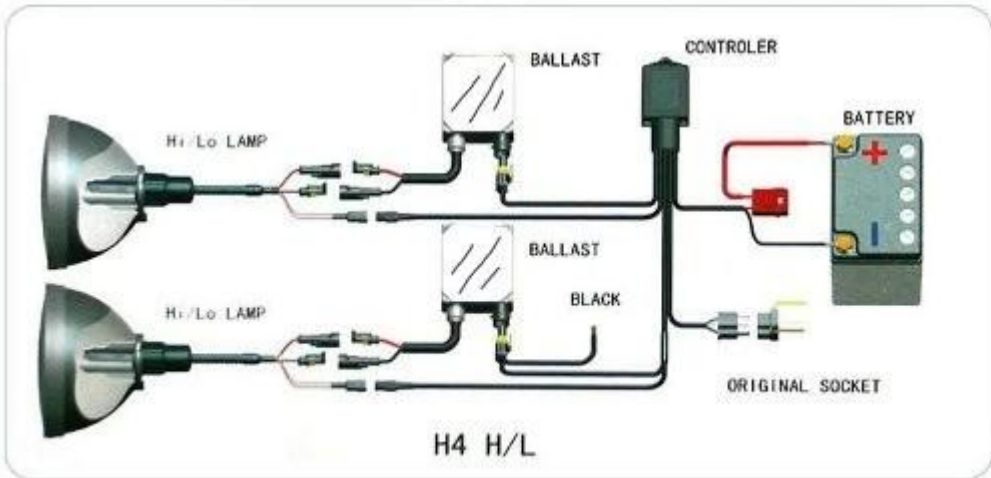 BALLAST
CONTROLER
BATTERY
Hi/Lo LAMP
+
-
BALLAST
BLACK
Hi/Lo LAMP
ORIGINAL SOCKET
H4 H/L